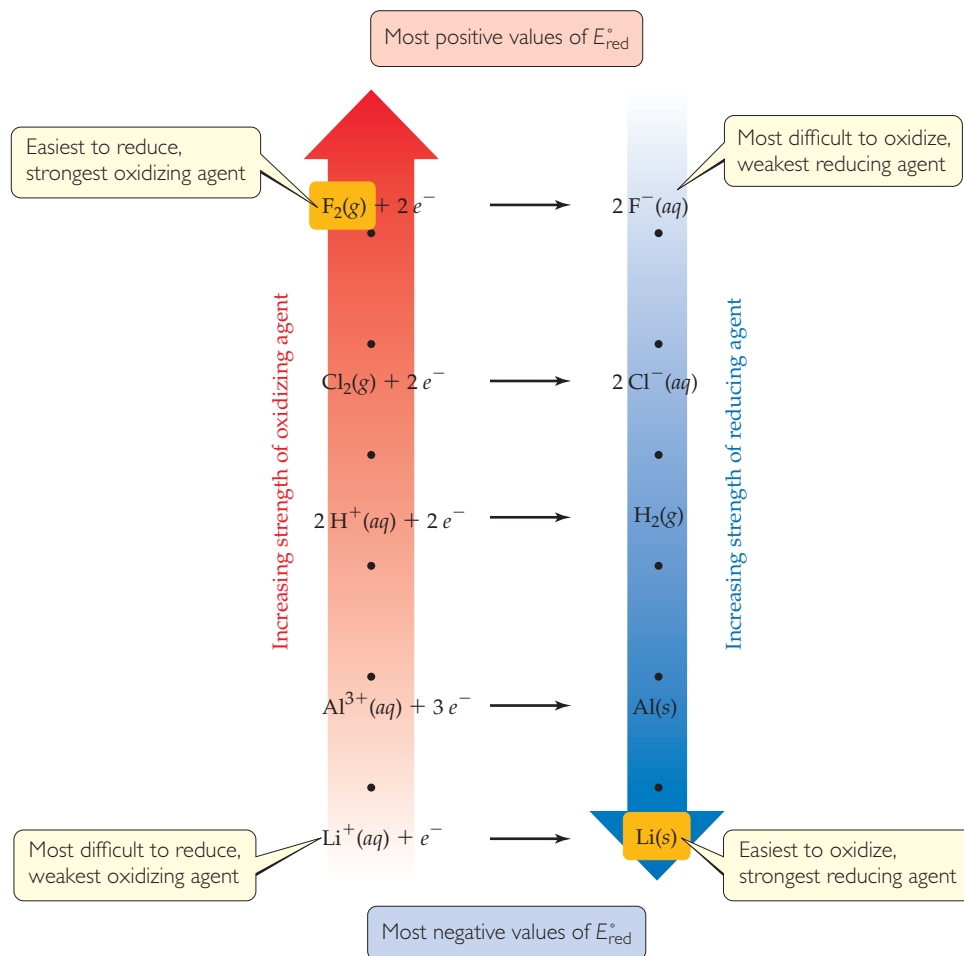 Most positive values of E°red
Easiest to reduce,
strongest oxidizing agent
Most difficult to oxidize,
weakest reducing agent
F₂(g) + 2 e⁻ ⟶ 2 F⁻(aq)
Increasing strength of oxidizing agent
Increasing strength of reducing agent
Cl₂(g) + 2 e⁻ ⟶ 2 Cl⁻(aq)
2 H⁺(aq) + 2 e⁻ ⟶ H₂(g)
Al³⁺(aq) + 3 e⁻ ⟶ Al(s)
Li⁺(aq) + e⁻ ⟶ Li(s)
Most difficult to reduce,
weakest oxidizing agent
Easiest to oxidize,
strongest reducing agent
Most negative values of E°red